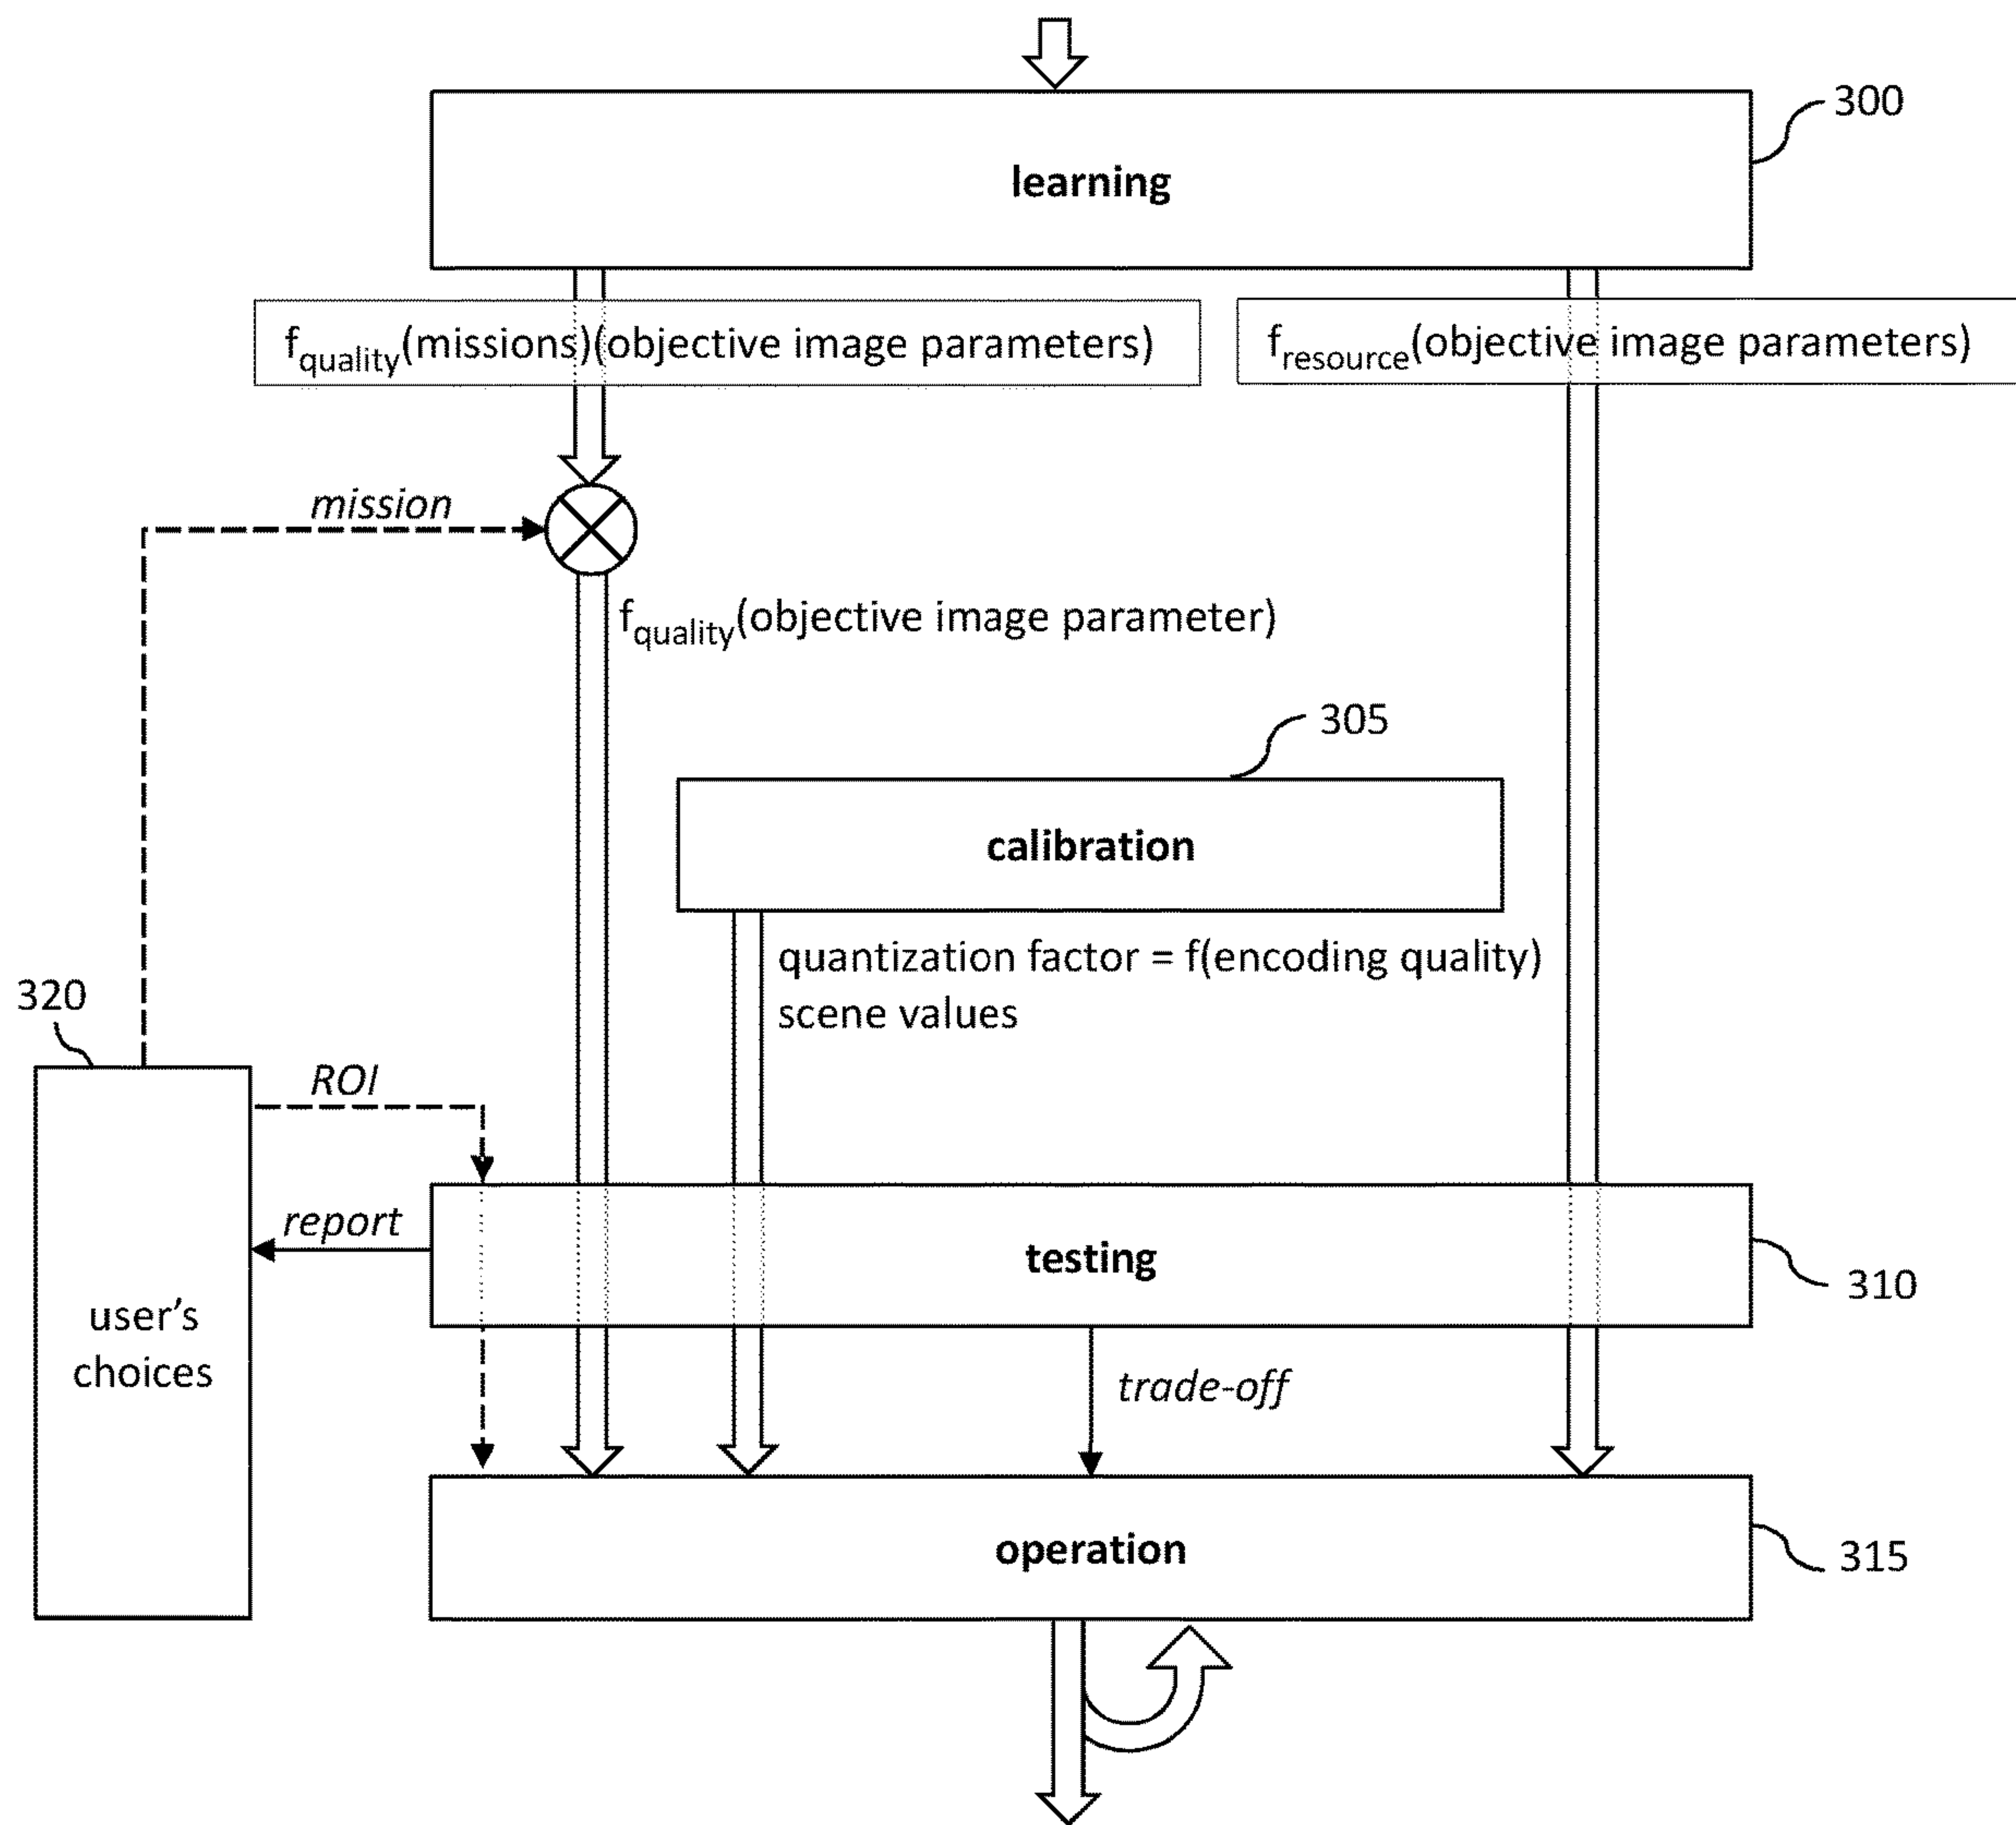 300
learning
fquality(missions)(objective image parameters)
fresource(objective image parameters)
mission
fquality(objective image parameter)
305
calibration
quantization factor = f(encoding quality)
scene values
320
ROI
report
testing
310
user's
choices
trade-off
operation
315